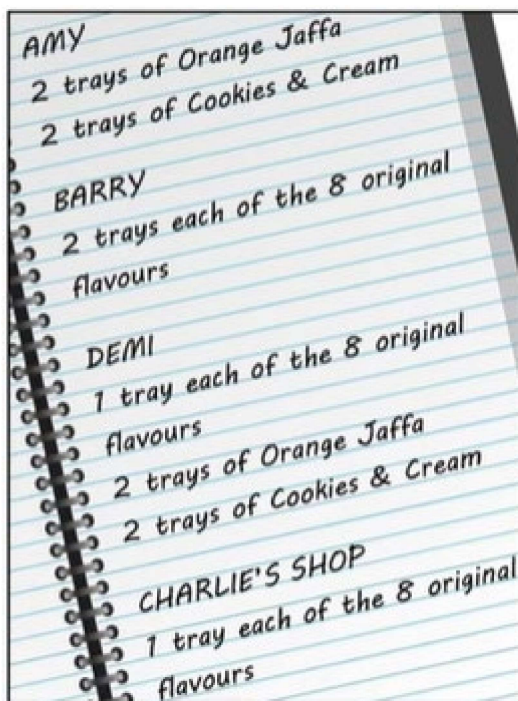 AMY
2 trays of Orange Jaffa
2 trays of Cookies & Cream
BARRY
2 trays each of the 8 original
flavours
DEMI
1 tray each of the 8 original
flavours
2 trays of Orange Jaffa
2 trays of Cookies & Cream
CHARLIE'S SHOP
1 tray each of the 8 original
flavours